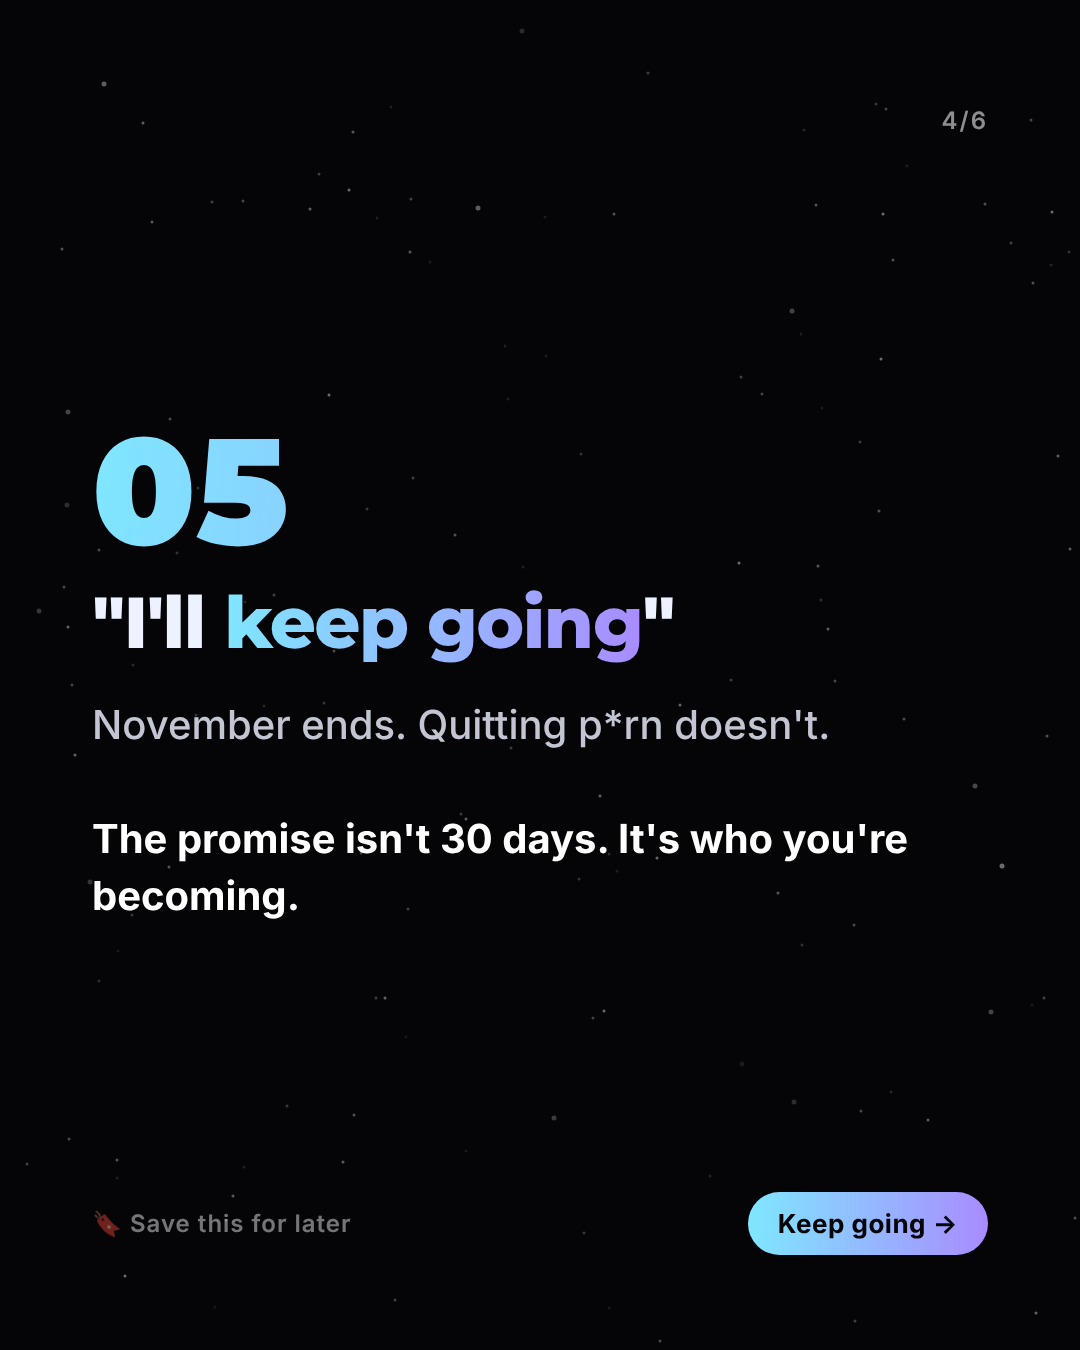 4/6
05
"I'll keep going"
November ends. Quitting p*rn doesn't.
The promise isn't 30 days. It's who you're
becoming.
🔖 Save this for later
Keep going →